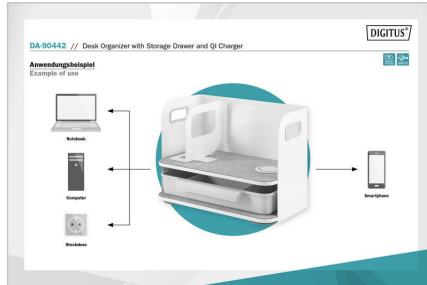 DIGITUS®
DA-90442 // Desk Organizer with Storage Drawer and QI Charger
Anwendungsbeispiel
Example of use
Notebook
Computer
Steckdose
Smartphone